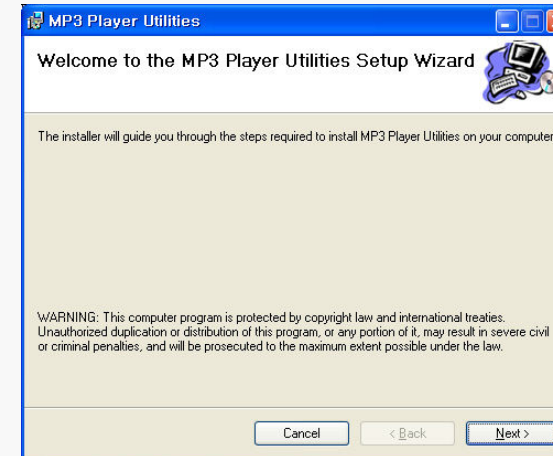 MP3 Player Utilities
Welcome to the MP3 Player Utilities Setup Wizard
The installer will guide you through the steps required to install MP3 Player Utilities on your computer
WARNING: This computer program is protected by copyright law and international treaties.
Unauthorized duplication or distribution of this program, or any portion of it, may result in severe civil
or criminal penalties, and will be prosecuted to the maximum extent possible under the law.
Cancel < Back Next >